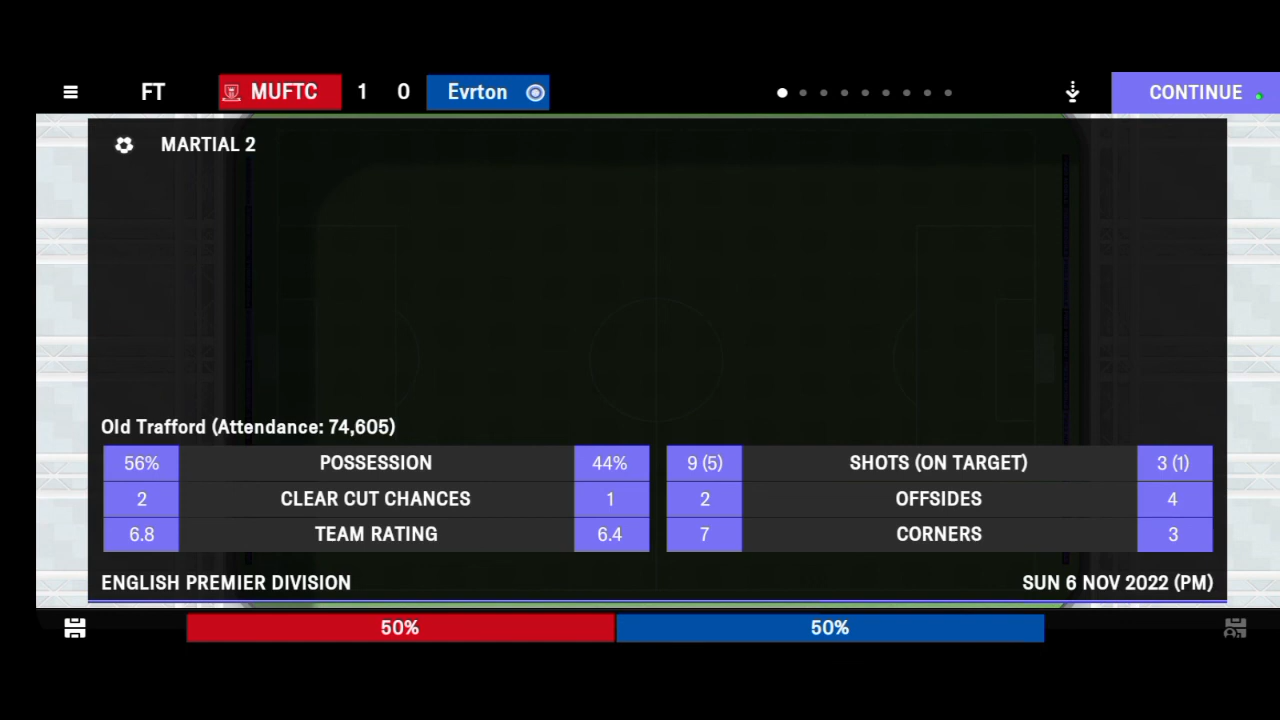 FT MUFTC 1 0 Evrton CONTINUE
MARTIAL 2
Old Trafford (Attendance: 74,605)
56% POSSESSION 44% 9 (5) SHOTS (ON TARGET) 3 (1)
2 CLEAR CUT CHANCES 1 2 OFFSIDES 4
6.8 TEAM RATING 6.4 7 CORNERS 3
ENGLISH PREMIER DIVISION SUN 6 NOV 2022 (PM)
50% 50%